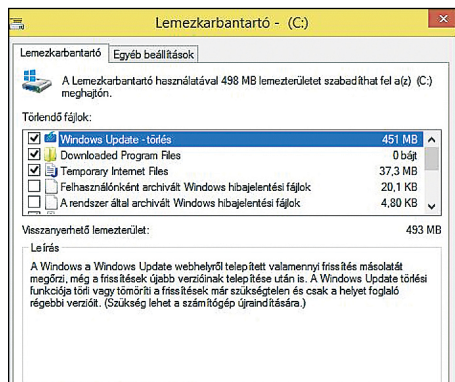 Lemezkarbantartó - (C:)
Lemezkarbantartó
Egyéb beállítások
A Lemezkarbantartó használatával 498 MB lemezterületet szabadíthat fel a(z) (C:)
meghajtón.
Törlendő fájlok:
Windows Update - törlés 451 MB
Downloaded Program Files 0 bájt
Temporary Internet Files 37,3 MB
Felhasználónként archivált Windows hibajelentési fájlok 20,1 KB
A rendszer által archivált Windows hibajelentési fájlok 4,80 KB
Visszanyerhető lemezterület: 493 MB
Leírás
A Windows a Windows Update webhelyről telepített valamennyi frissítés másolatát
megőrzi, még a frissítések újabb verzióinak telepítése után is. A Windows Update törlési
funkciója törli vagy tömöríti a frissítések már szükségtelen és csak a helyet foglaló
régebbi verzióit. (Szükség lehet a számítógép újraindítására.)